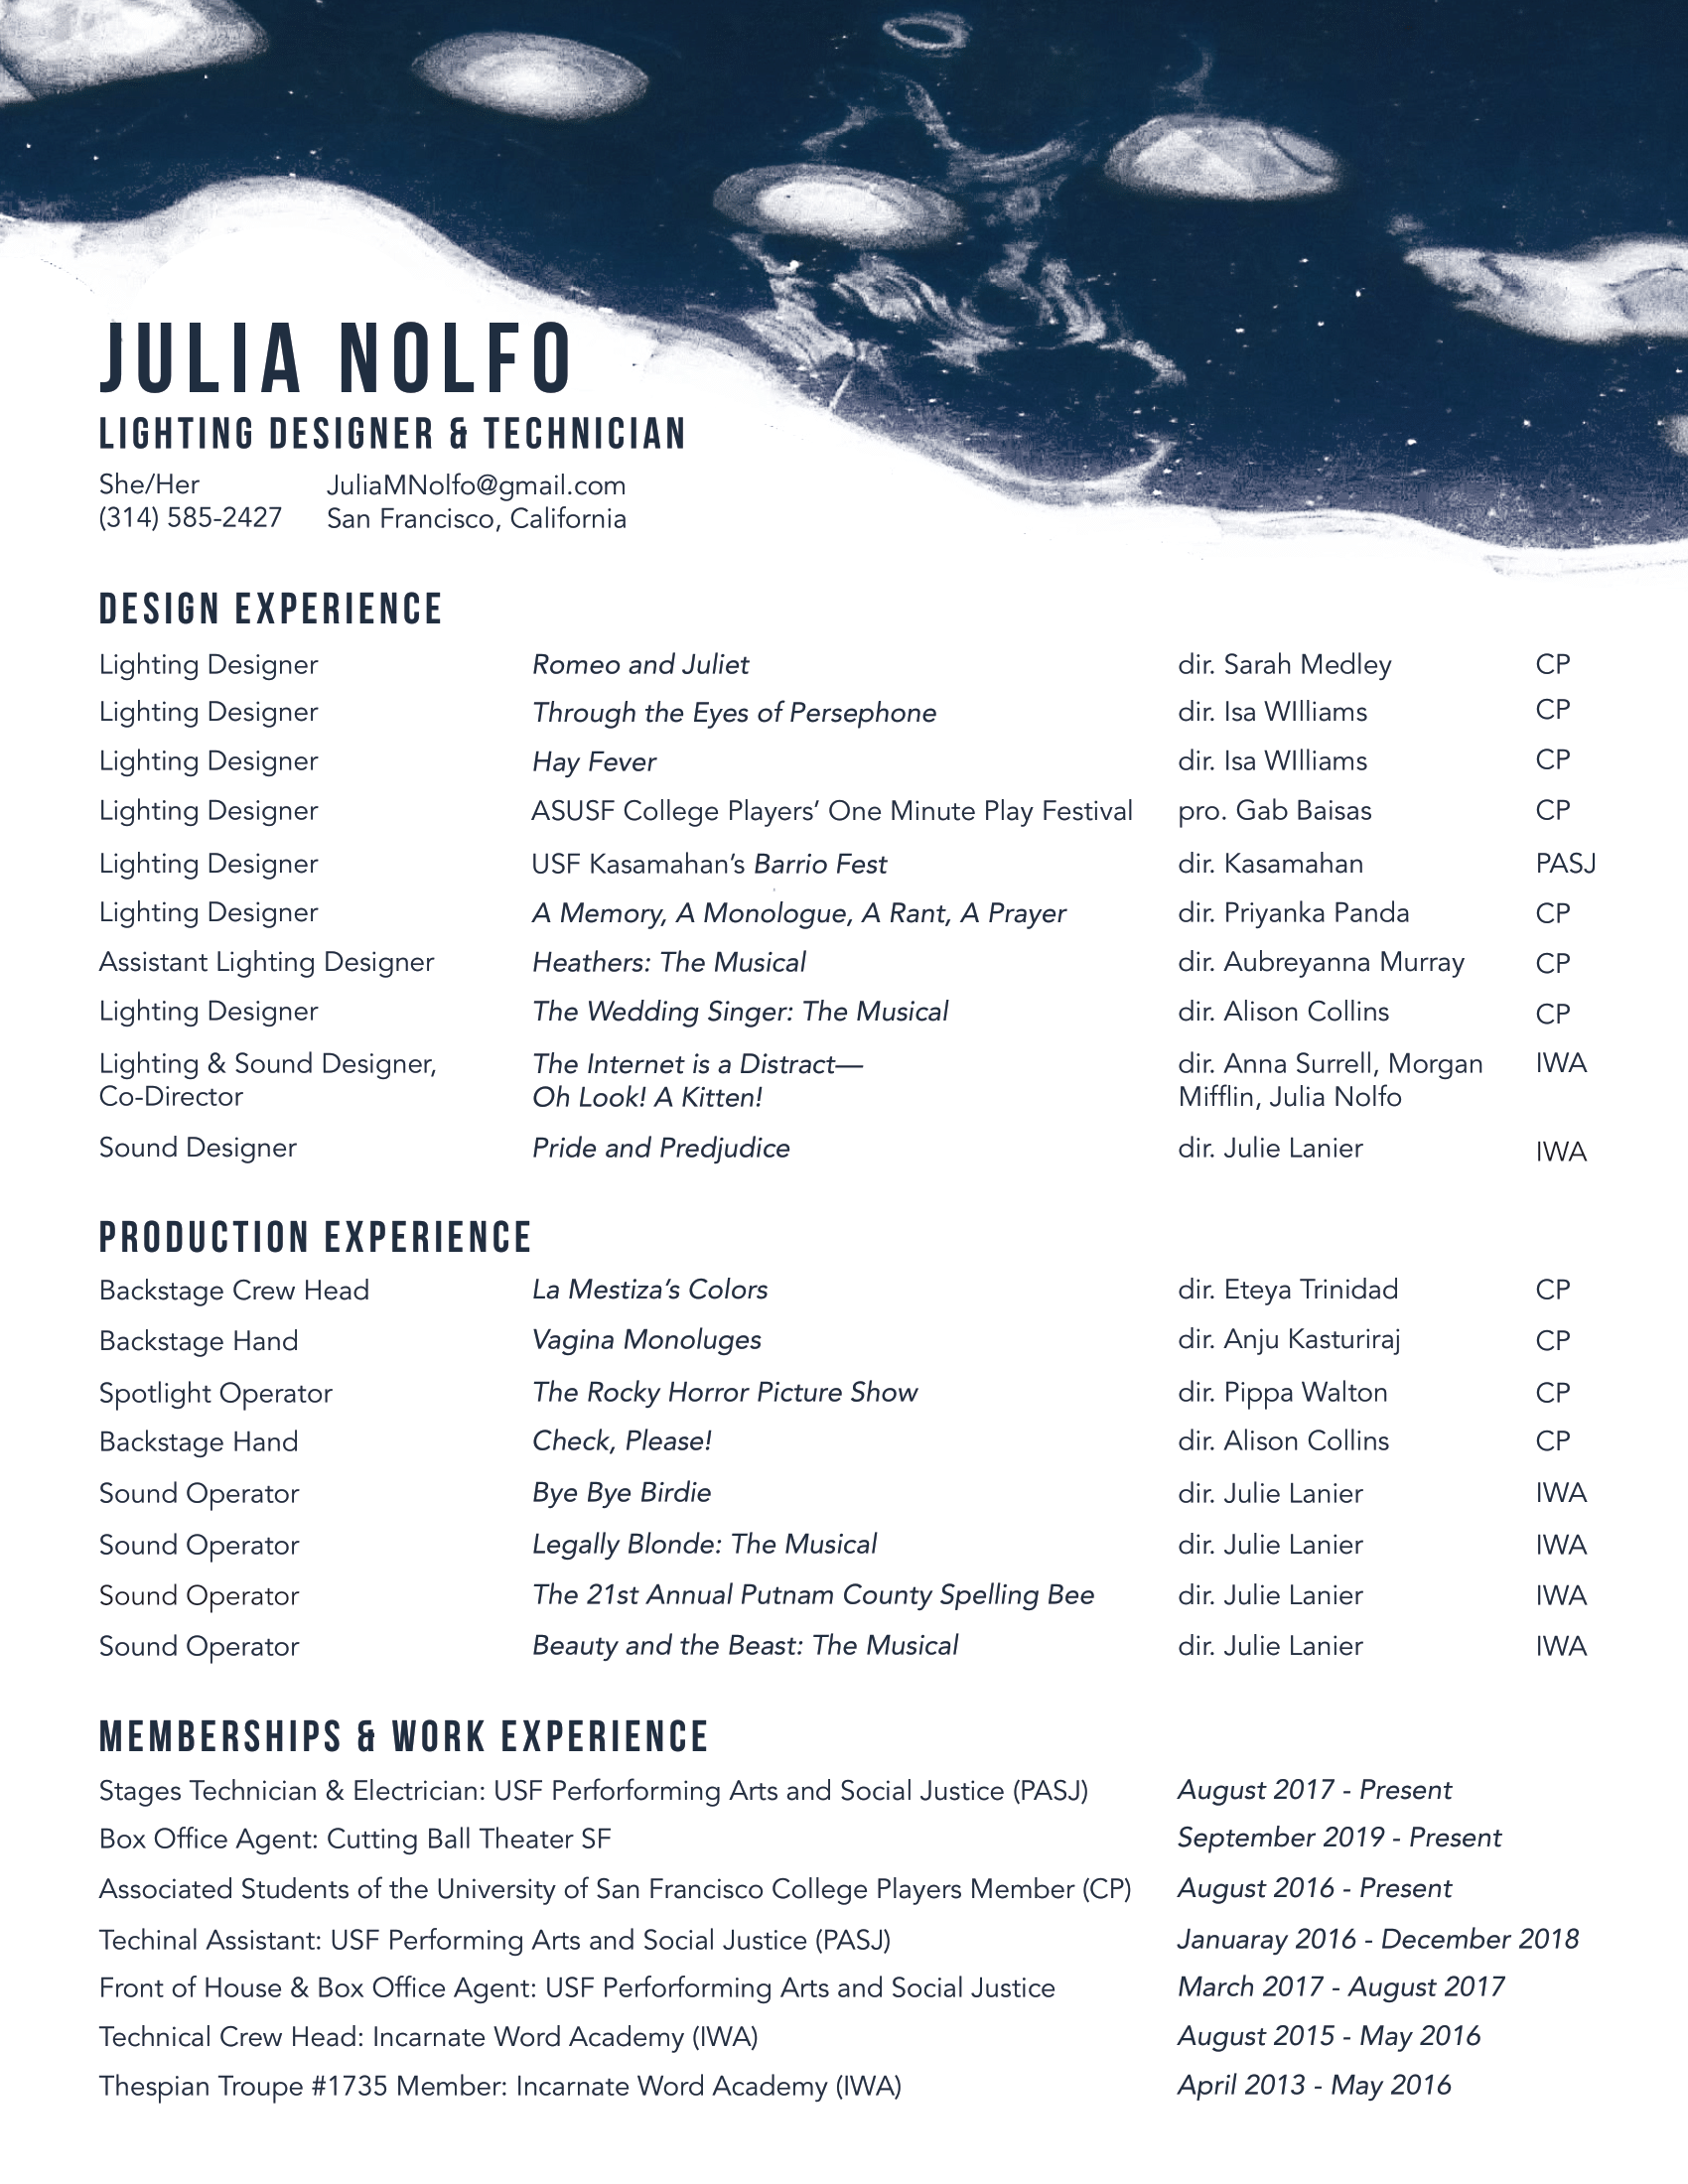 JULIA NOLFO
LIGHTING DESIGNER & TECHNICIAN
She/Her JuliaMNolfo@gmail.com
(314) 585-2427 San Francisco, California
DESIGN EXPERIENCE
Lighting Designer Romeo and Juliet dir. Sarah Medley CP
Lighting Designer Through the Eyes of Persephone dir. Isa WIlliams CP
Lighting Designer Hay Fever dir. Isa WIlliams CP
Lighting Designer ASUSF College Players’ One Minute Play Festival pro. Gab Baisas CP
Lighting Designer USF Kasamahan’s Barrio Fest dir. Kasamahan PASJ
Lighting Designer A Memory, A Monologue, A Rant, A Prayer dir. Priyanka Panda CP
Assistant Lighting Designer Heathers: The Musical dir. Aubreyanna Murray CP
Lighting Designer The Wedding Singer: The Musical dir. Alison Collins CP
Lighting & Sound Designer, The Internet is a Distract— dir. Anna Surrell, Morgan IWA
Co-Director Oh Look! A Kitten! Mifflin, Julia Nolfo
Sound Designer Pride and Predjudice dir. Julie Lanier IWA
PRODUCTION EXPERIENCE
Backstage Crew Head La Mestiza’s Colors dir. Eteya Trinidad CP
Backstage Hand Vagina Monoluges dir. Anju Kasturiraj CP
Spotlight Operator The Rocky Horror Picture Show dir. Pippa Walton CP
Backstage Hand Check, Please! dir. Alison Collins CP
Sound Operator Bye Bye Birdie dir. Julie Lanier IWA
Sound Operator Legally Blonde: The Musical dir. Julie Lanier IWA
Sound Operator The 21st Annual Putnam County Spelling Bee dir. Julie Lanier IWA
Sound Operator Beauty and the Beast: The Musical dir. Julie Lanier IWA
MEMBERSHIPS & WORK EXPERIENCE
Stages Technician & Electrician: USF Perforforming Arts and Social Justice (PASJ) August 2017 - Present
Box Office Agent: Cutting Ball Theater SF September 2019 - Present
Associated Students of the University of San Francisco College Players Member (CP) August 2016 - Present
Techinal Assistant: USF Performing Arts and Social Justice (PASJ) Januaray 2016 - December 2018
Front of House & Box Office Agent: USF Perforforming Arts and Social Justice March 2017 - August 2017
Technical Crew Head: Incarnate Word Academy (IWA) August 2015 - May 2016
Thespian Troupe #1735 Member: Incarnate Word Academy (IWA) April 2013 - May 2016